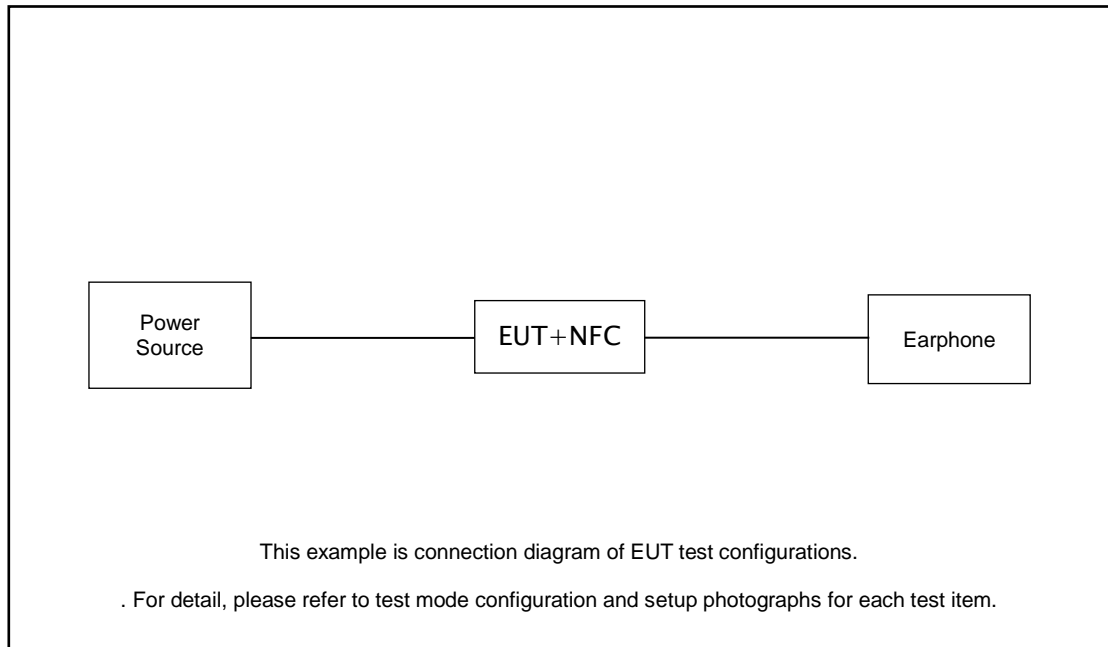 Power
Source
EUT+NFC
Earphone
This example is connection diagram of EUT test configurations.
. For detail, please refer to test mode configuration and setup photographs for each test item.